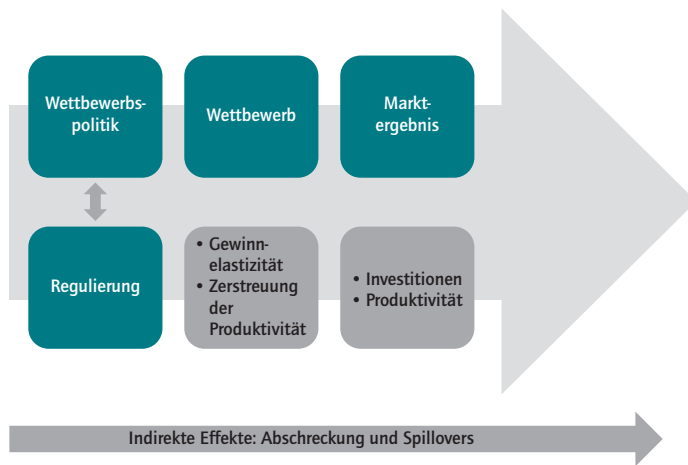 Wettbewerbs-
politik
Wettbewerb
Markt-
ergebnis
Regulierung
• Gewinn-
elastizität
• Zerstreuung
der
Produktivität
• Investitionen
• Produktivität
Indirekte Effekte: Abschreckung und Spillovers